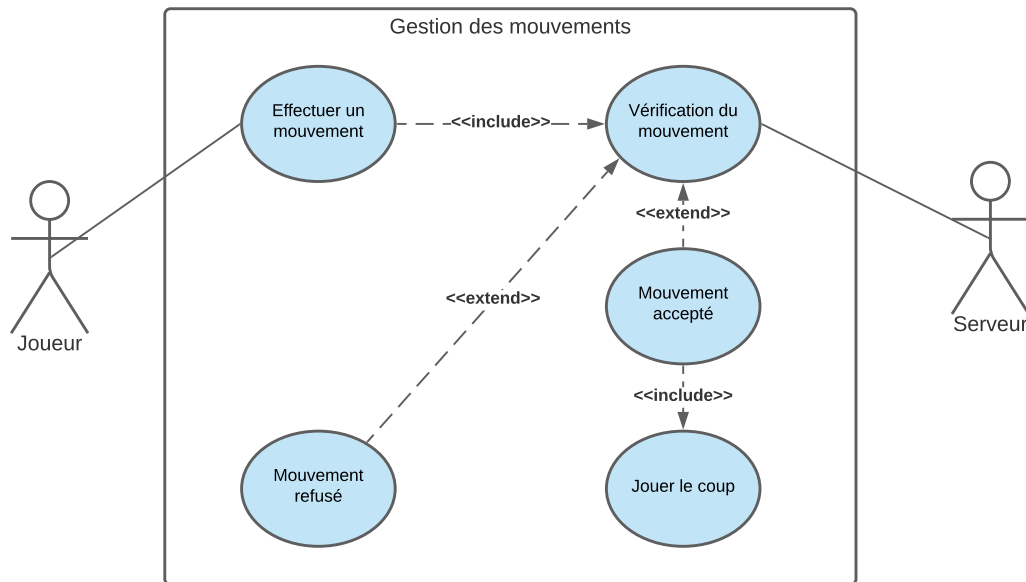 Gestion des mouvements
Effectuer un
mouvement
<<include>>
Vérification du
mouvement
<<extend>>
<<extend>>
Mouvement
accepté
Joueur
Serveur
<<include>>
Mouvement
refusé
Jouer le coup